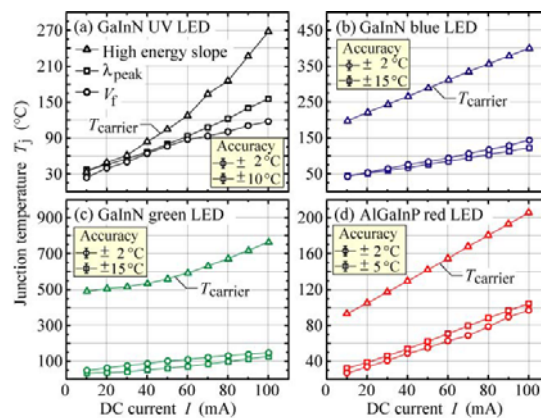 (a) GaInN UV LED
High energy slope
λpeak
Vf
Tcarrier
Accuracy
± 2 °C
± 10 °C
270
210
150
90
30
(b) GaInN blue LED
Accuracy
± 2 °C
± 15 °C
Tcarrier
450
350
250
150
50
Junction temperature Tj (°C)
(c) GaInN green LED
Accuracy
± 2 °C
± 15 °C
Tcarrier
900
700
500
300
100
0 20 40 60 80 100
DC current I (mA)
(d) AlGaInP red LED
Accuracy
± 2 °C
± 5 °C
Tcarrier
200
160
120
80
40
0 20 40 60 80 100
DC current I (mA)